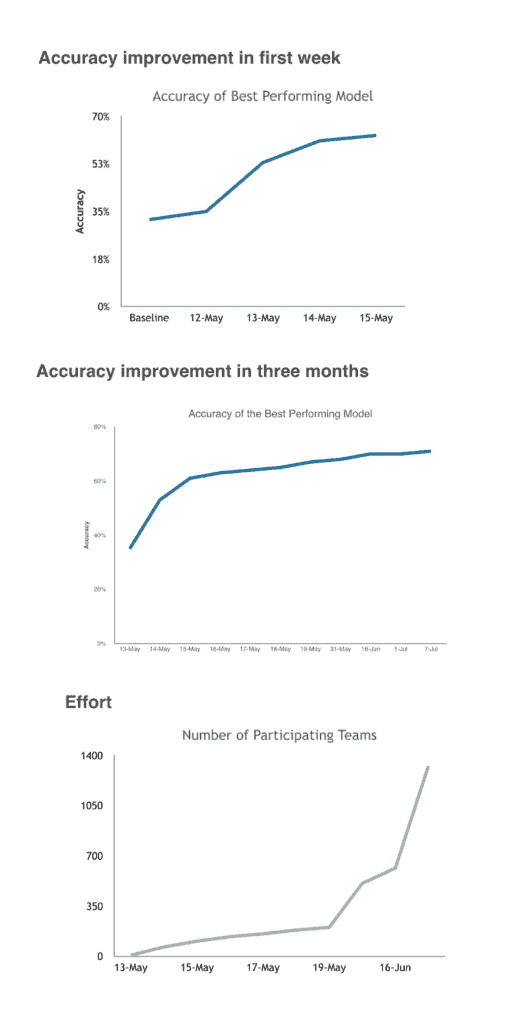 Accuracy improvement in first week
Accuracy of Best Performing Model
70%
53%
35%
18%
0%
Accuracy
Baseline 12-May 13-May 14-May 15-May
Accuracy improvement in three months
Accuracy of the Best Performing Model
80%
60%
40%
20%
0%
Accuracy
13-May 14-May 15-May 16-May 17-May 18-May 19-May 31-May 16-Jun 1-Jul 7-Jul
Effort
Number of Participating Teams
1400
1050
700
350
0
13-May 15-May 17-May 19-May 16-Jun